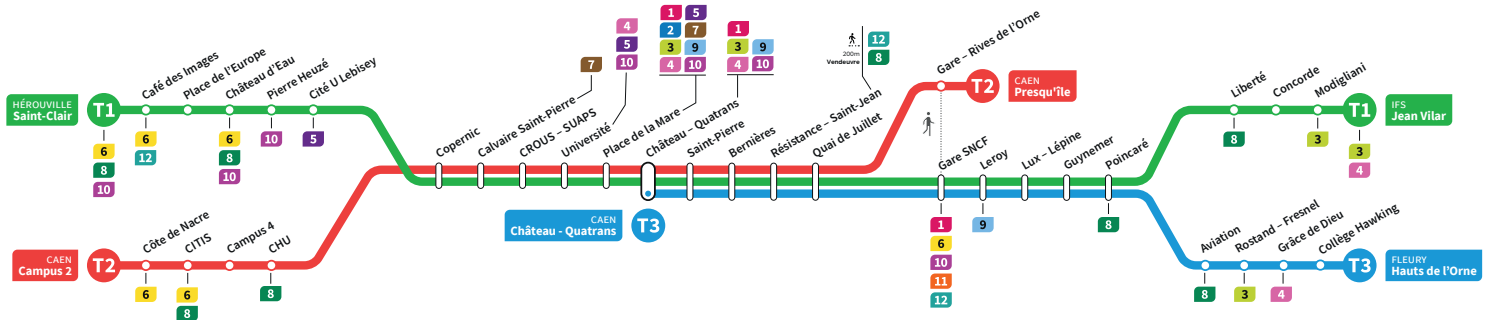 HÉROUVILLE
Saint-Clair
T1
6
8
10
Café des Images
6
12
Place de l'Europe
Château d'Eau
6
8
10
Pierre Heuzé
10
Cité U Lebisey
5
CAEN
Campus 2
T2
Côte de Nacre
6
CITIS
6
8
Campus 4
CHU
8
Copernic
Calvaire Saint-Pierre
7
CROUS – SUAPS
Université
4
5
10
Place de la Mare
1 5
2 7
3 9
4 10
Château – Quatrans
1
3 9
4 10
CAEN
Château - Quatrans
T3
Saint-Pierre
Bernières
Résistance – Saint-Jean
200m
Vendeuvre
12
8
Quai de Juillet
Gare – Rives de l'Orne
T2
CAEN
Presqu'île
Gare SNCF
1
6
10
11
12
Leroy
9
Lux – Lépine
Guynemer
Poincaré
8
Liberté
8
Concorde
Modigliani
3
T1
3
4
IFS
Jean Vilar
Aviation
8
Rostand – Fresnel
3
Grâce de Dieu
4
Collège Hawking
T3
FLEURY
Hauts de l'Orne